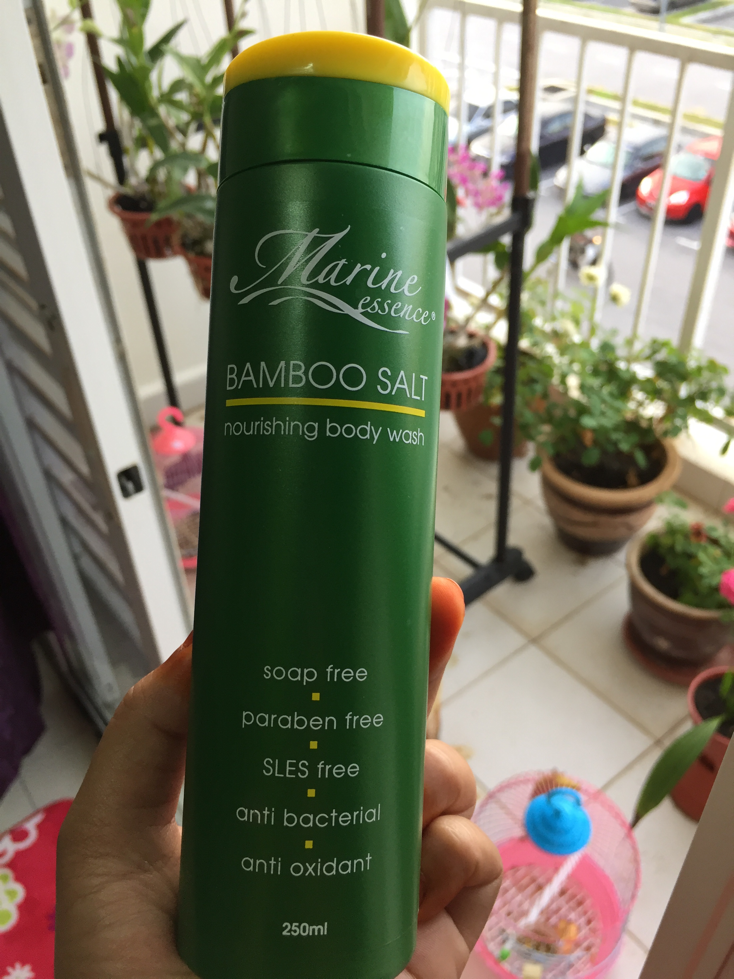 Marine
essence®
BAMBOO SALT
nourishing body wash
soap free
paraben free
SLES free
anti bacterial
anti oxidant
250ml